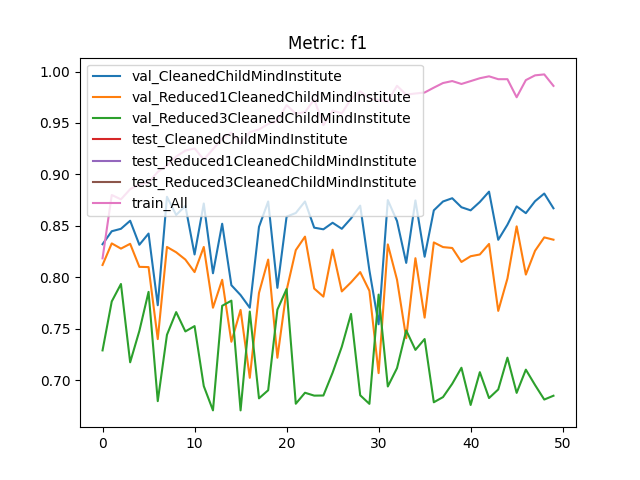 Metric: f1
val_CleanedChildMindInstitute
val_Reduced1CleanedChildMindInstitute
val_Reduced3CleanedChildMindInstitute
test_CleanedChildMindInstitute
test_Reduced1CleanedChildMindInstitute
test_Reduced3CleanedChildMindInstitute
train_All
1.00
0.95
0.90
0.85
0.80
0.75
0.70
0
10
20
30
40
50